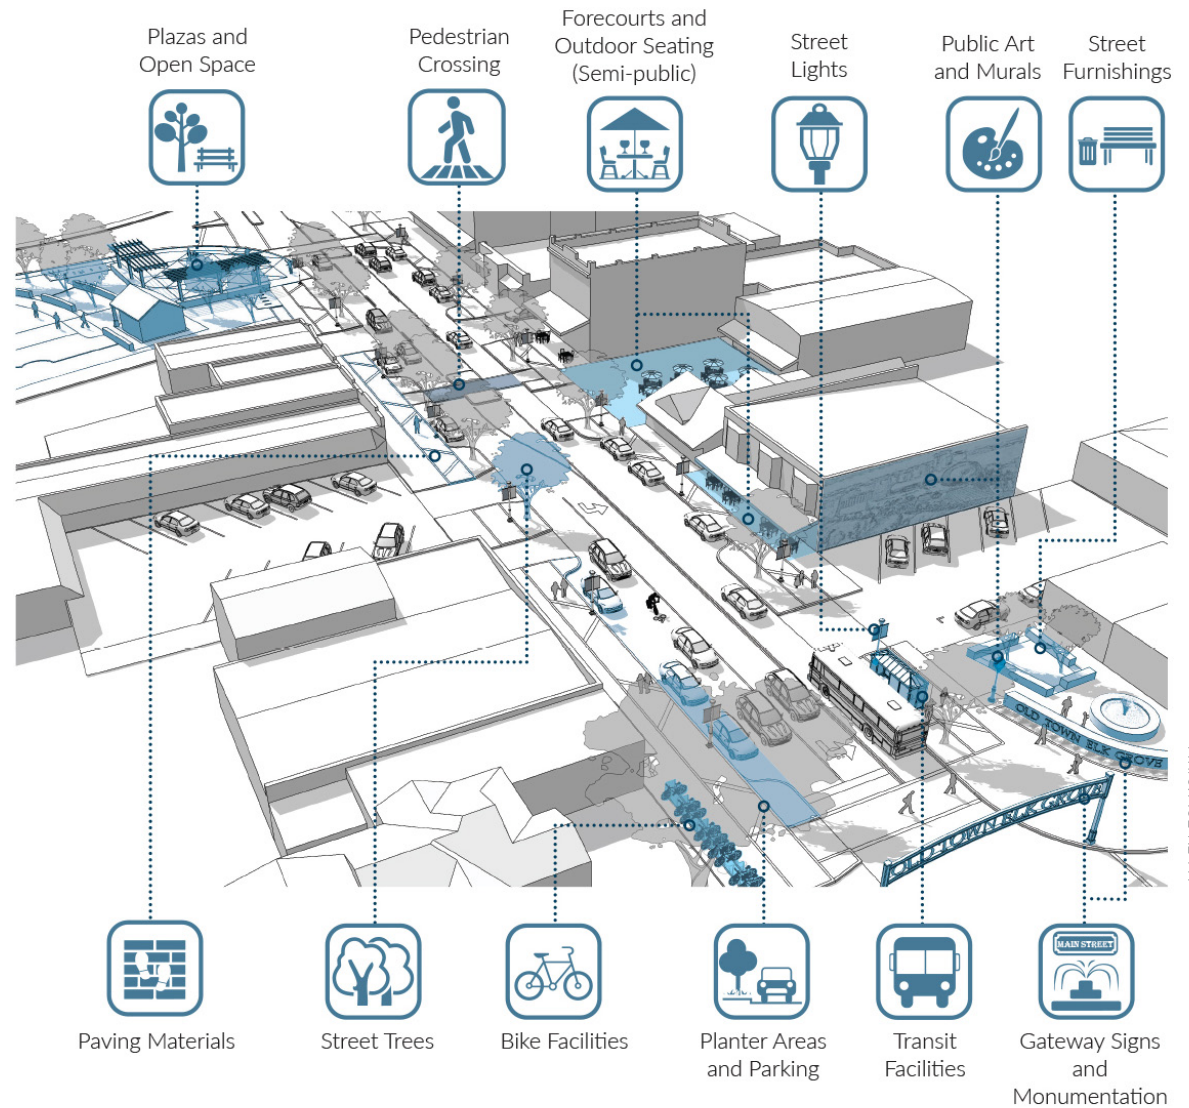 Plazas and
Open Space
Pedestrian
Crossing
Forecourts and
Outdoor Seating
(Semi-public)
Street
Lights
Public Art
and Murals
Street
Furnishings
OLD TOWN ELK GROVE
OLD TOWN ELK GROVE
MAIN STREET
Paving Materials
Street Trees
Bike Facilities
Planter Areas
and Parking
Transit
Facilities
Gateway Signs
and
Monumentation